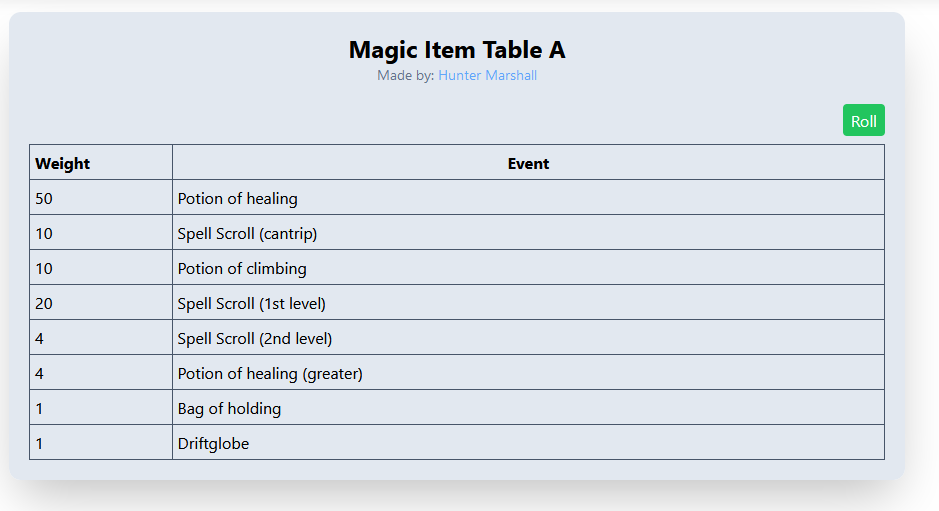 Magic Item Table A
Made by: Hunter Marshall
Roll
Weight Event
50 Potion of healing
10 Spell Scroll (cantrip)
10 Potion of climbing
20 Spell Scroll (1st level)
4 Spell Scroll (2nd level)
4 Potion of healing (greater)
1 Bag of holding
1 Driftglobe